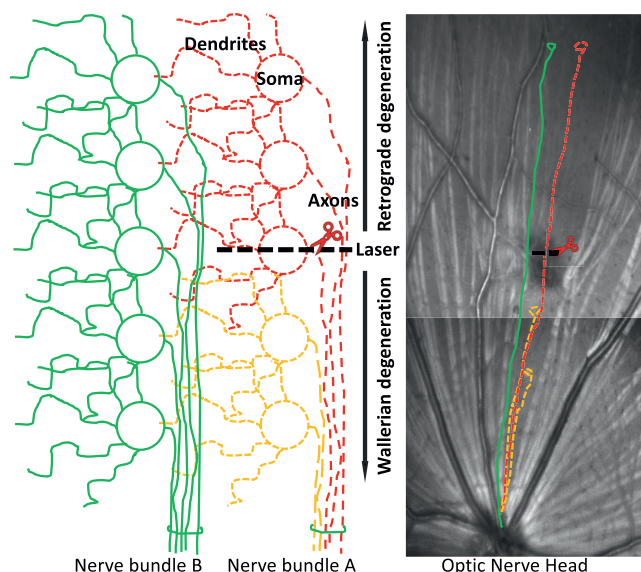 Dendrites
Soma
Axons
Laser
Retrograde degeneration
Wallerian degeneration
Nerve bundle B
Nerve bundle A
Optic Nerve Head